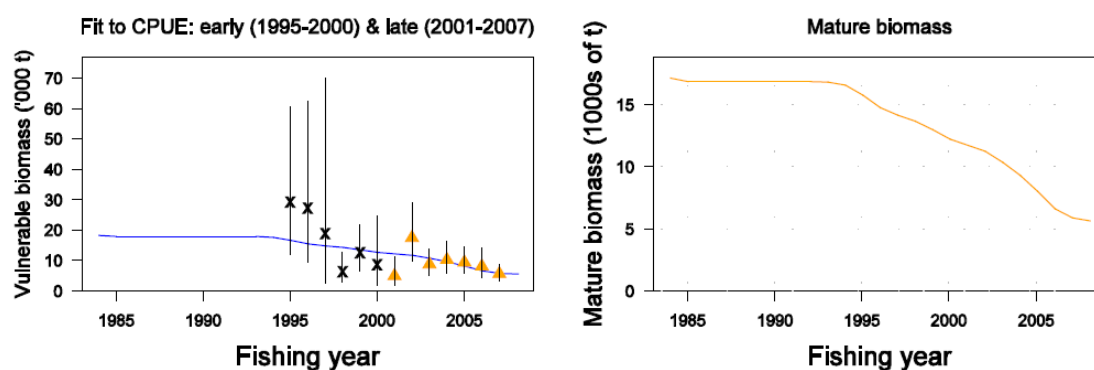 Fit to CPUE: early (1995-2000) & late (2001-2007)
Vulnerable biomass ('000 t)
70
60
50
40
30
20
10
0
1985 1990 1995 2000 2005
Fishing year
Mature biomass
Mature biomass (1000s of t)
15
10
5
0
1985 1990 1995 2000 2005
Fishing year